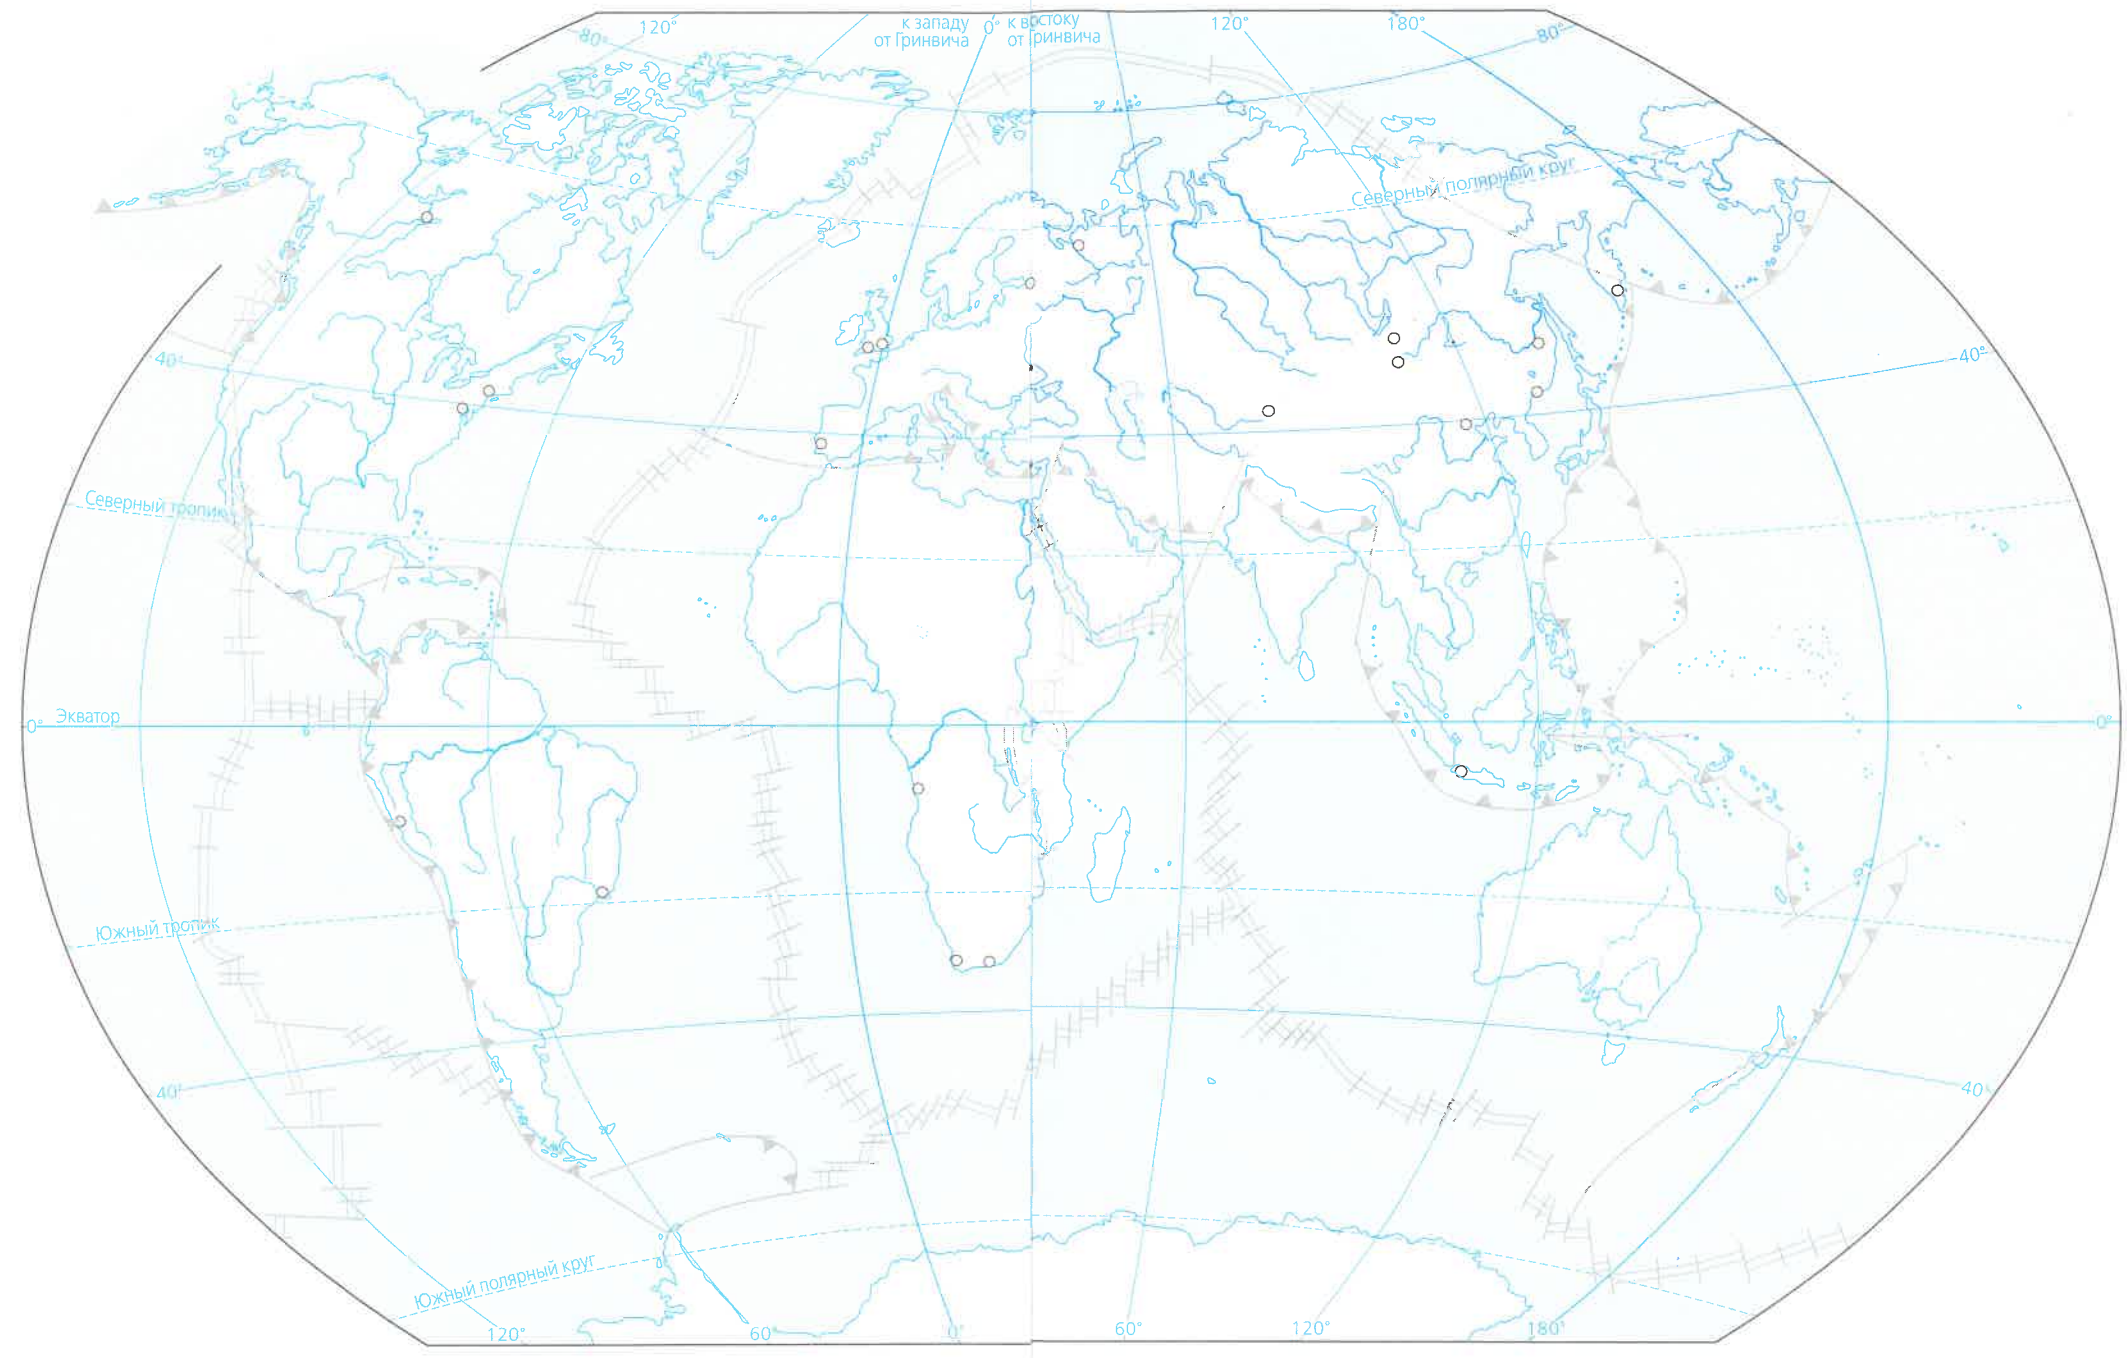 120°
к западу
от Гринвича
0°
к востоку
от Гринвича
120°
180°
80°
80°
Северный полярный круг
40°
40°
Северный тропик
0°
Экватор
0°
Южный тропик
40°
40°
Южный полярный круг
120°
60°
0°
60°
120°
180°